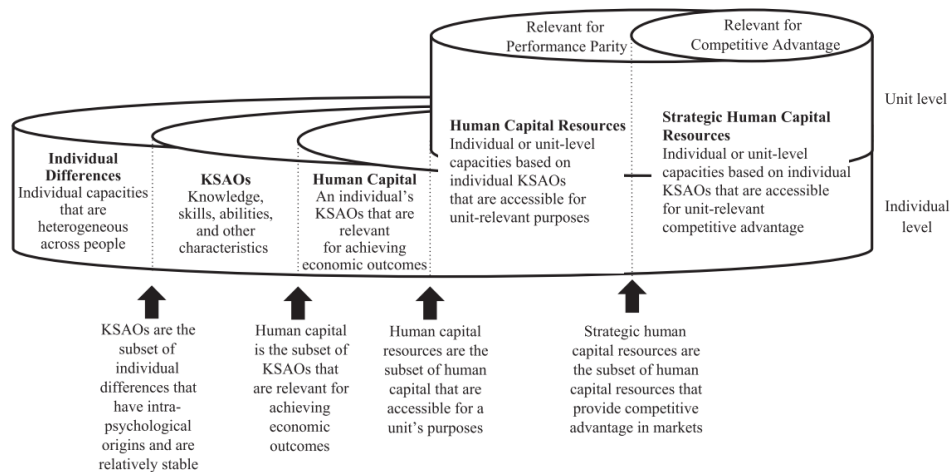 Relevant for
Performance Parity
Relevant for
Competitive Advantage
Unit level
Individual
level
Individual
Differences
Individual capacities
that are
heterogeneous
across people
KSAOs
Knowledge,
skills, abilities,
and other
characteristics
Human Capital
An individual's
KSAOs that are
relevant
for achieving
economic outcomes
Human Capital Resources
Individual or unit-level
capacities based on
individual KSAOs
that are accessible for
unit-relevant purposes
Strategic Human Capital
Resources
Individual or unit-level
capacities based on individual
KSAOs that are accessible
for unit-relevant
competitive advantage
KSAOs are the
subset of
individual
differences that
have intra-
psychological
origins and are
relatively stable
Human capital
is the subset of
KSAOs that
are relevant for
achieving
economic
outcomes
Human capital
resources are the
subset of human
capital that are
accessible for a
unit's purposes
Strategic human
capital resources are
the subset of human
capital resources that
provide competitive
advantage in markets